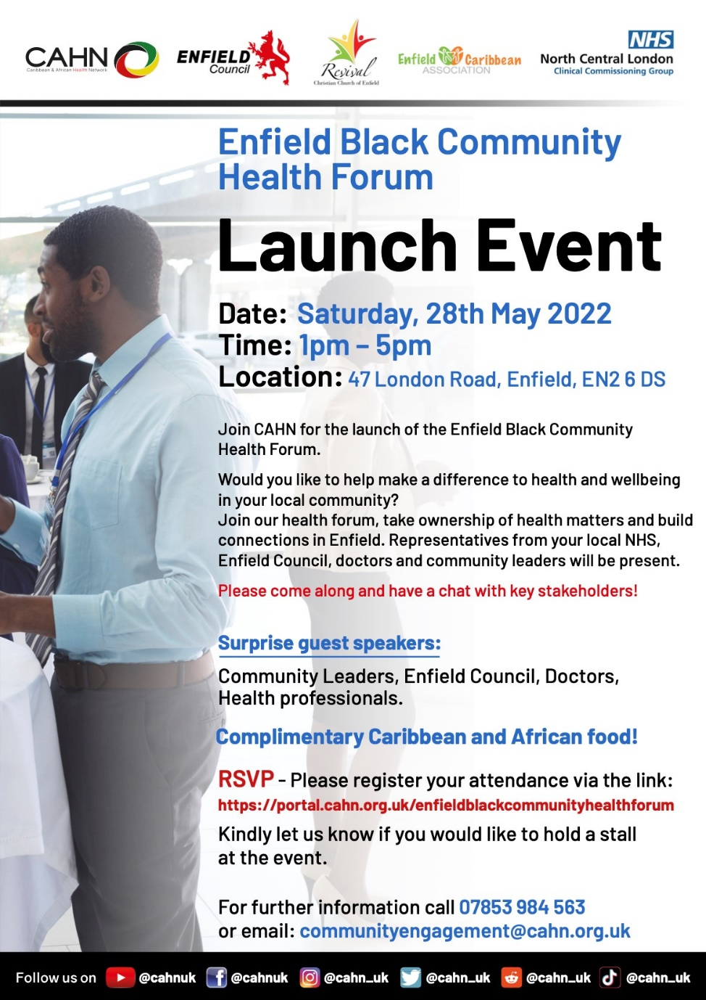 CAHN
Caribbean & African Health Network
ENFIELD
Council
Revival
Christian Church of Enfield
Enfield Caribbean
ASSOCIATION
NHS
North Central London
Clinical Commissioning Group
Enfield Black Community
Health Forum
Launch Event
Date: Saturday, 28th May 2022
Time: 1pm – 5pm
Location: 47 London Road, Enfield, EN2 6 DS
Join CAHN for the launch of the Enfield Black Community
Health Forum.
Would you like to help make a difference to health and wellbeing
in your local community?
Join our health forum, take ownership of health matters and build
connections in Enfield. Representatives from your local NHS,
Enfield Council, doctors and community leaders will be present.
Please come along and have a chat with key stakeholders!
Surprise guest speakers:
Community Leaders, Enfield Council, Doctors,
Health professionals.
Complimentary Caribbean and African food!
RSVP - Please register your attendance via the link:
https://portal.cahn.org.uk/enfieldblackcommunityhealthforum
Kindly let us know if you would like to hold a stall
at the event.
For further information call 07853 984 563
or email: communityengagement@cahn.org.uk
Follow us on @cahnuk @cahnuk @cahn_uk @cahn_uk @cahn_uk @cahn_uk